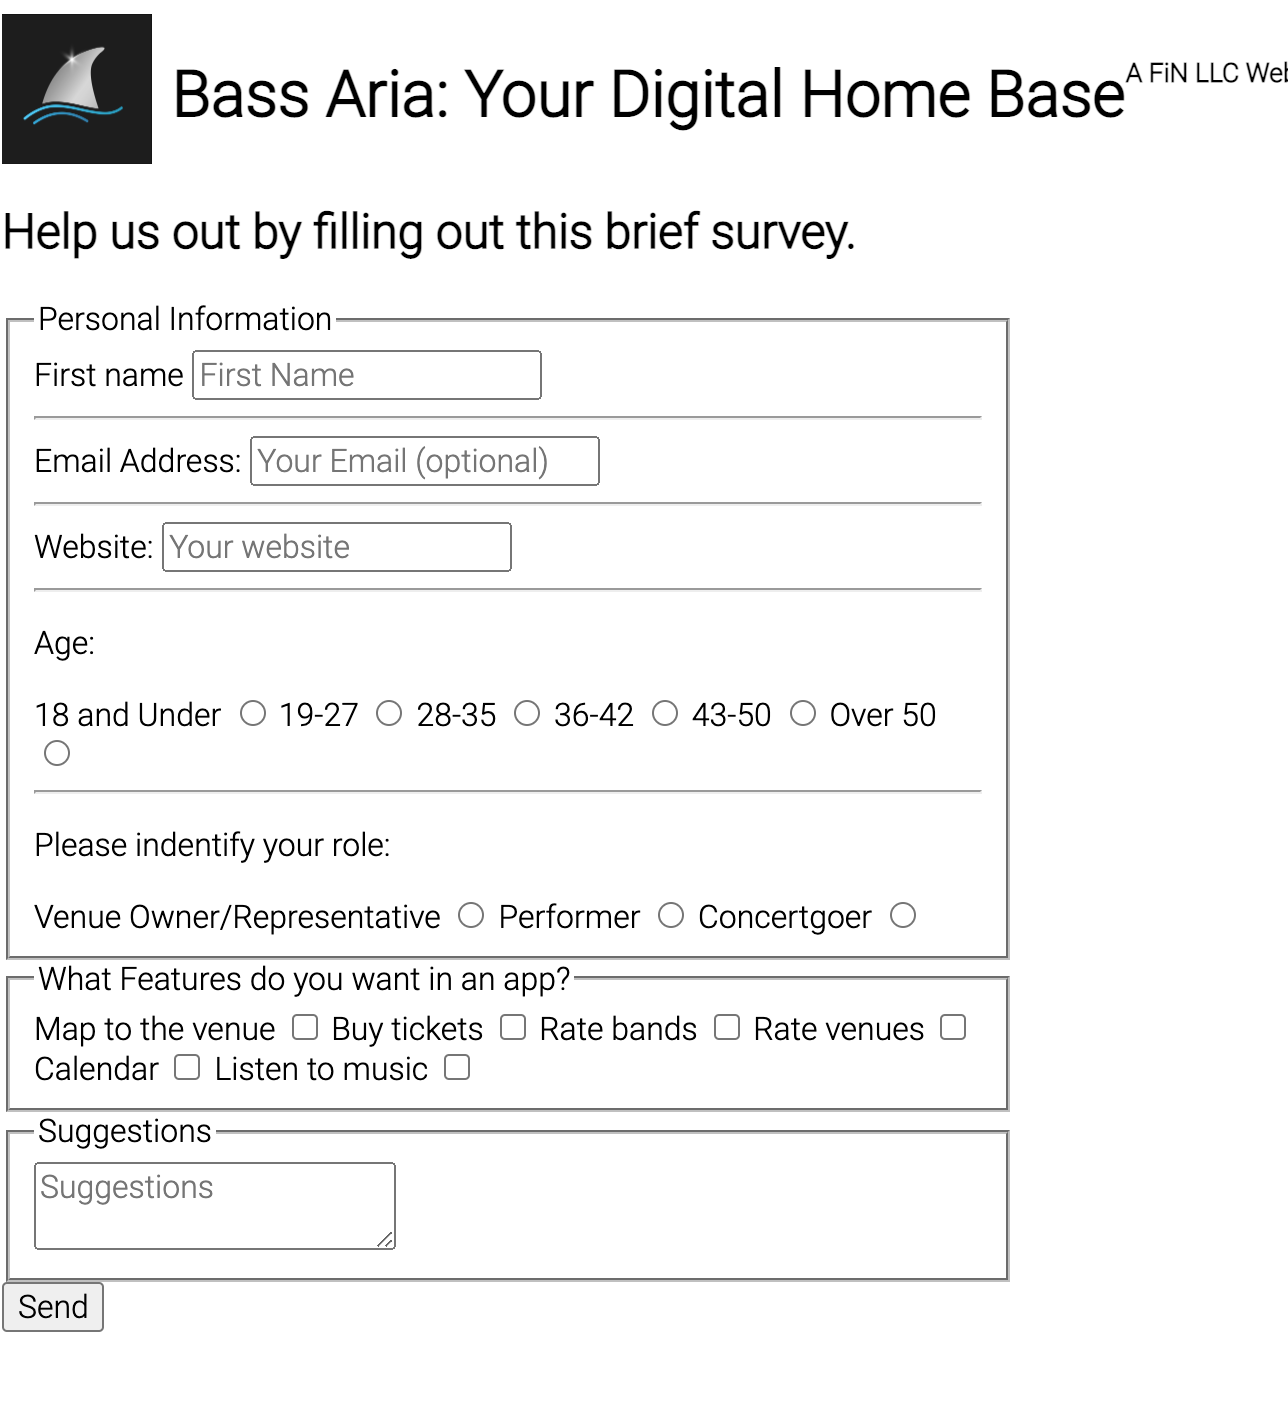 Bass Aria: Your Digital Home Base A FiN LLC
Help us out by filling out this brief survey.
Personal Information
First name First Name
Email Address: Your Email (optional)
Website: Your website
Age:
18 and Under 19-27 28-35 36-42 43-50 Over 50
Please indentify your role:
Venue Owner/Representative Performer Concertgoer
What Features do you want in an app?
Map to the venue Buy tickets Rate bands Rate venues
Calendar Listen to music
Suggestions
Suggestions
Send